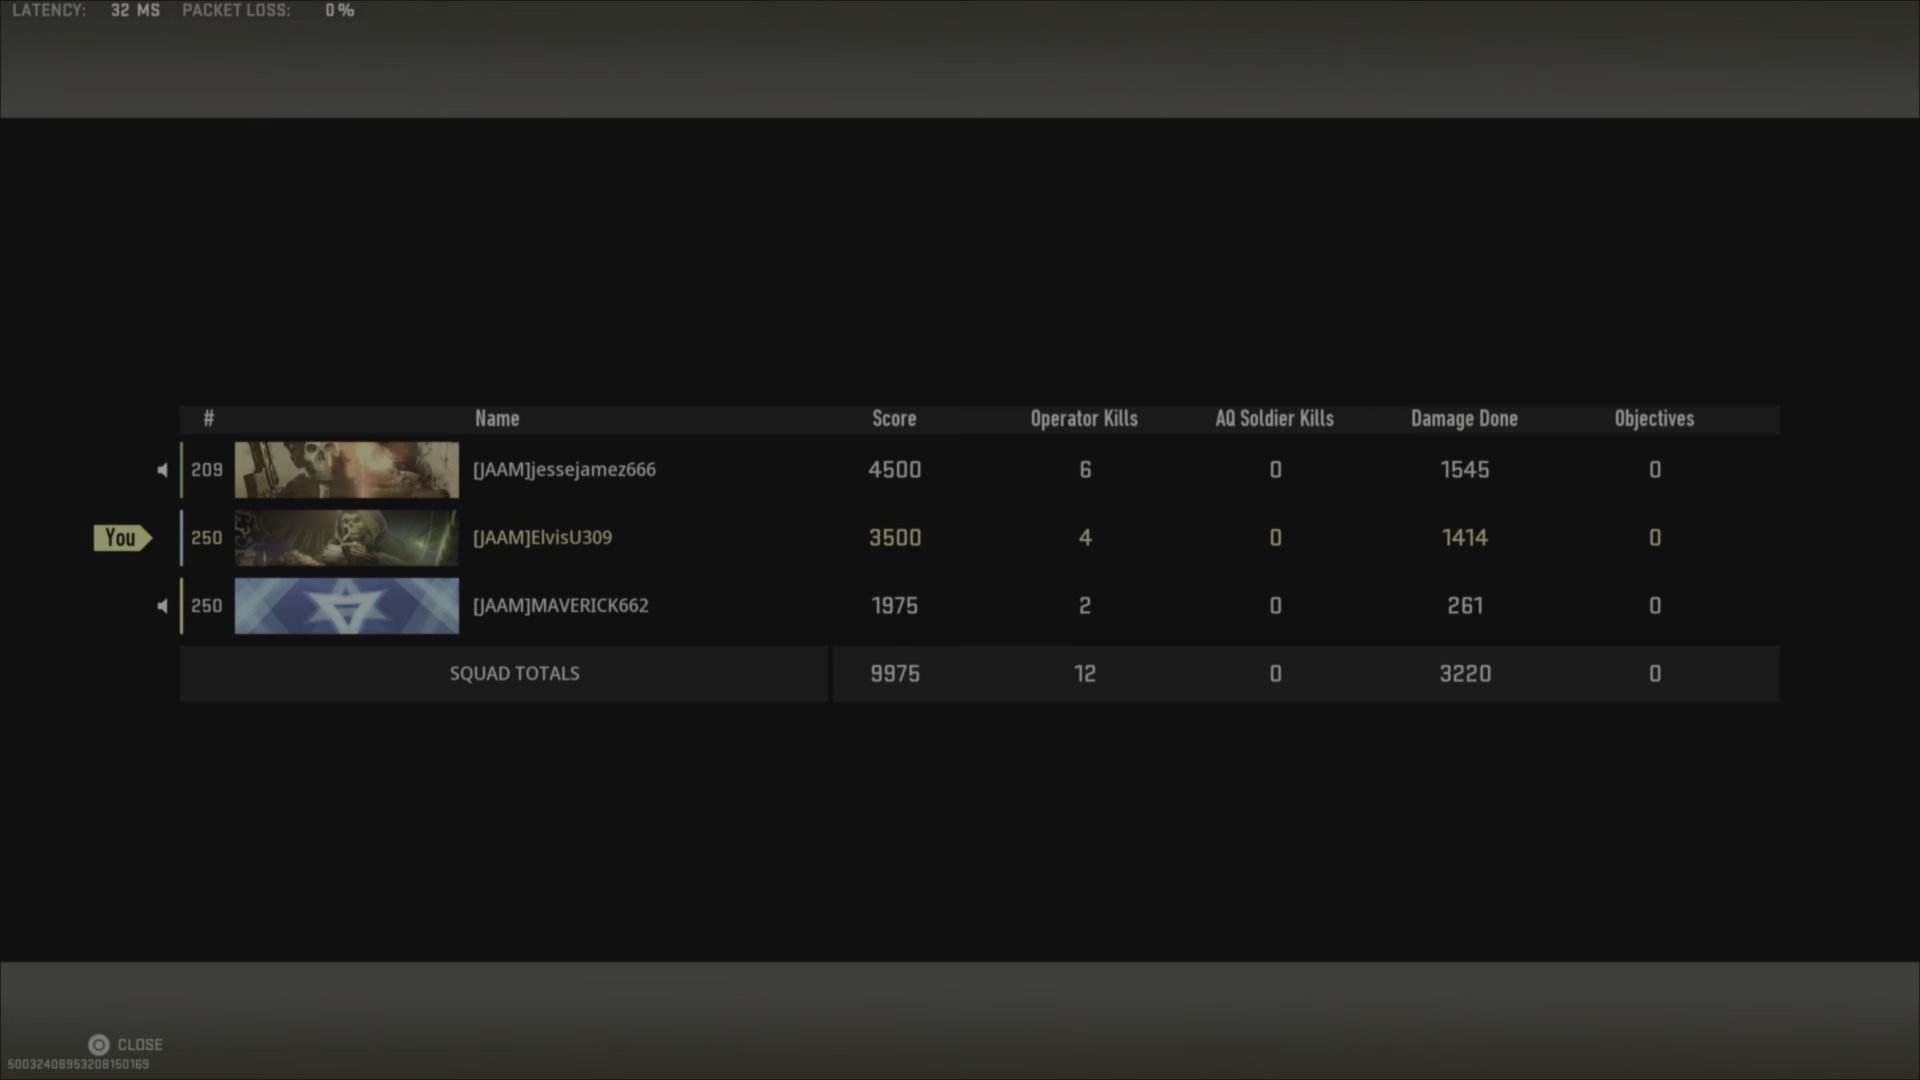 LATENCY: 32 MS PACKET LOSS: 0 %
# Name Score Operator Kills AQ Soldier Kills Damage Done Objectives
209 [JAAM]jessejamez666 4500 6 0 1545 0
You 250 [JAAM]ElvisU309 3500 4 0 1414 0
250 [JAAM]MAVERICK662 1975 2 0 261 0
SQUAD TOTALS 9975 12 0 3220 0
CLOSE
50032408953208150169